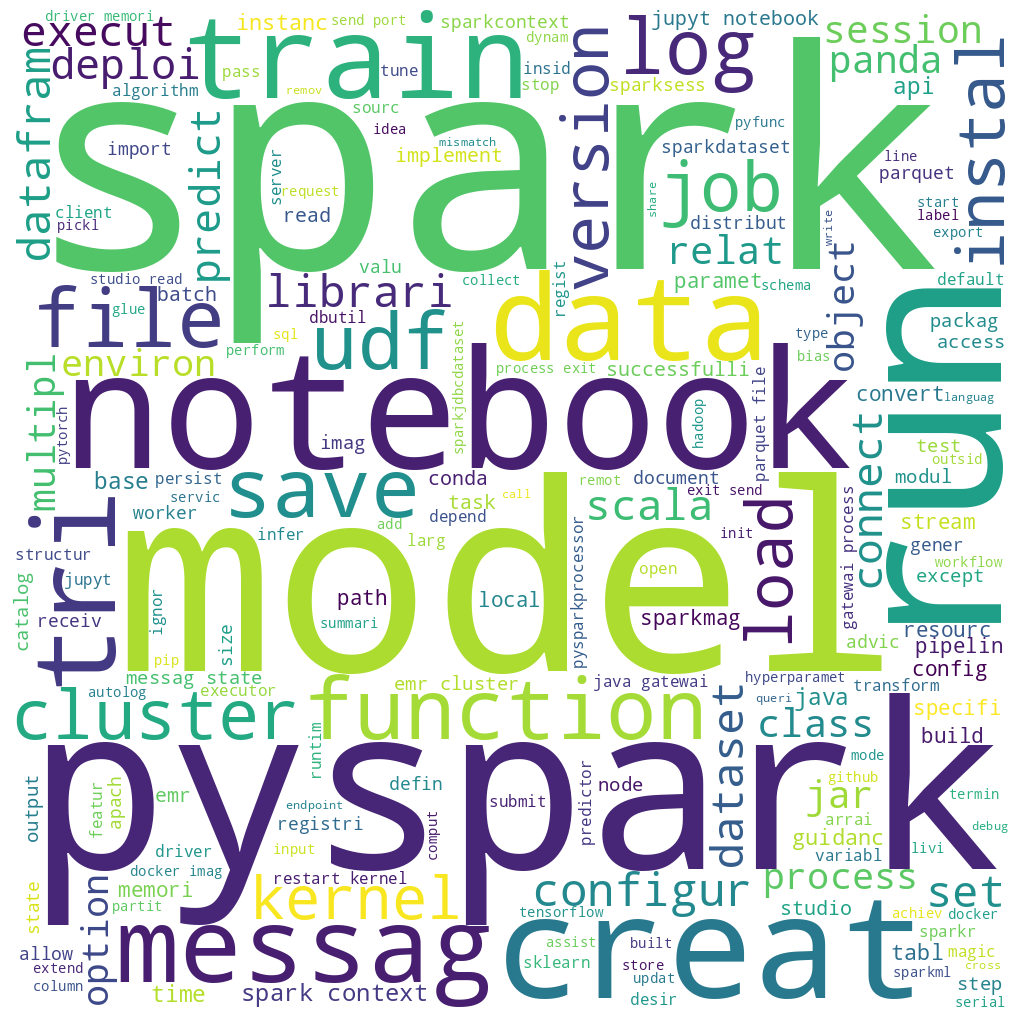 driver memori
instanc
send port
sparkcontext
jupyt notebook
session
execut
train
dynam
log
deploi
pass
tune
insid
sparksess
panda
instal
algorithm
remov
stop
version
api
datafram
sourc
spark
predict
import
idea
mismatch
implement
pyfunc
sparkdataset
line
parquet
server
request
read
job
share
distribut
client
pickl
start
label
export
write
relat
studio read
batch
valu
collect
regist
paramet
schema
object
default
file
glue
librari
dbutil
data
run
sql
udf
type
packag
access
environ
perform
process exit
successfulli
bias
multipl
pytorch
notebook
imag
sparkjdbcdataset
hadoop
parquet file
convert
languag
connect
test
outsid
modul
base
persist
servic
save
conda
remot
document
exit send
task
call
scala
load
worker
tri
infer
add
depend
larg
init
stream
structur
model
pysparkprocessor
gatewai process
gener
workflow
jupyt
open
except
catalog
receiv
ignor
path
summari
local
sparkmag
resourc
size
advic
pipelin
pip
config
messag state
autolog
executor
emr cluster
java gatewai
hyperparamet
transform
cluster
function
queri
java
specifi
runtim
dataset
class
build
pyspark
output
featur
apach
emr
defin
registri
endpoint
submit
comput
predictor
node
mode
github
jar
termin
arrai
guidanc
debug
driver
input
variabl
livi
docker imag
restart kernel
process
memori
partit
kernel
configur
set
state
option
studio
tensorflow
achiev
docker
sparkr
allow
messag
creat
assist
built
extend
sklearn
store
tabl
magic
column
updat
sparkml
cross
time
spark context
desir
step
serial